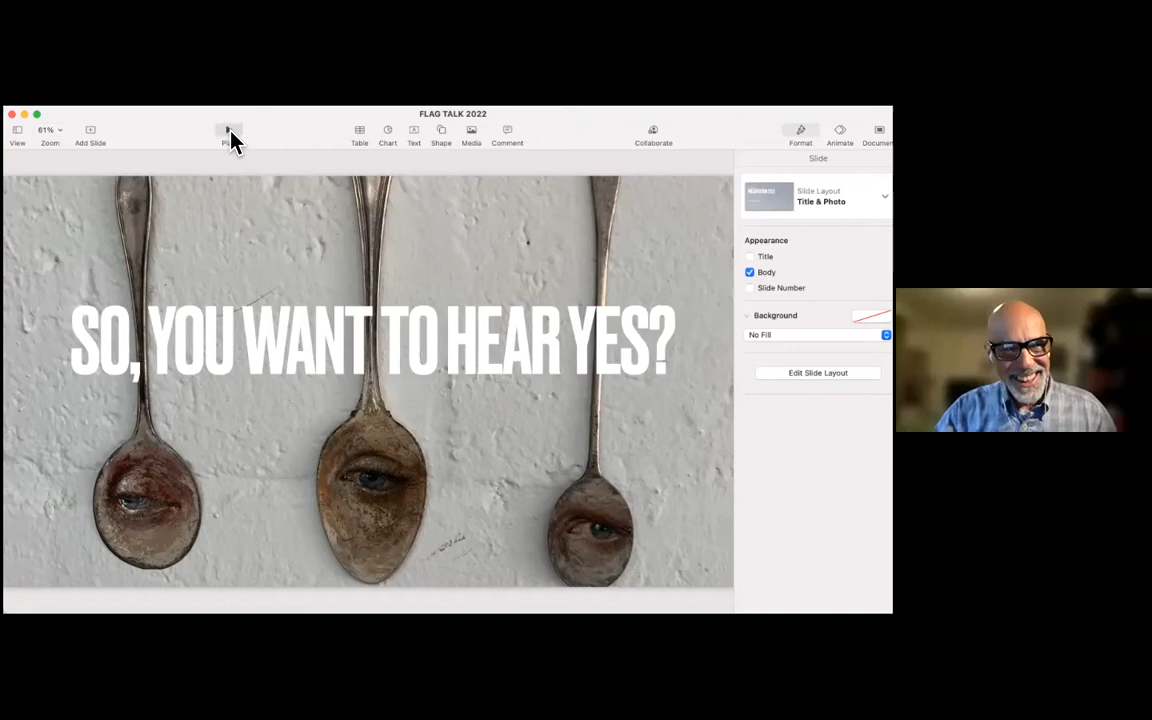 FLAG TALK 2022
61%
View
Zoom
Add Slide
Table
Chart
Text
Shape
Media
Comment
Collaborate
Format
Animate
Documen
Slide
Slide Layout
Title & Photo
Appearance
Title
Body
Slide Number
Background
No Fill
Edit Slide Layout
SO, YOU WANT TO HEAR YES?